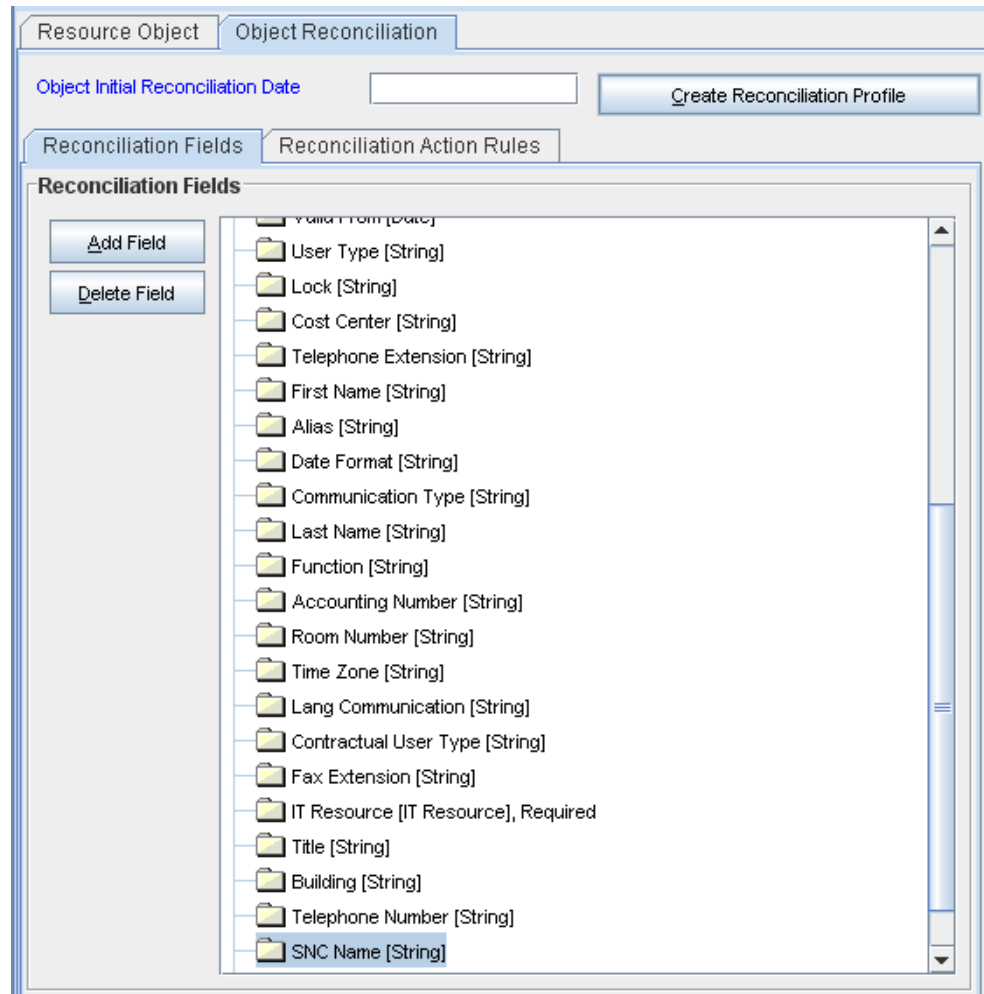 Resource Object Object Reconciliation
Object Initial Reconciliation Date Create Reconciliation Profile
Reconciliation Fields Reconciliation Action Rules
Reconciliation Fields
Add Field
Delete Field
Valid From [Date]
User Type [String]
Lock [String]
Cost Center [String]
Telephone Extension [String]
First Name [String]
Alias [String]
Date Format [String]
Communication Type [String]
Last Name [String]
Function [String]
Accounting Number [String]
Room Number [String]
Time Zone [String]
Lang Communication [String]
Contractual User Type [String]
Fax Extension [String]
IT Resource [IT Resource], Required
Title [String]
Building [String]
Telephone Number [String]
SNC Name [String]